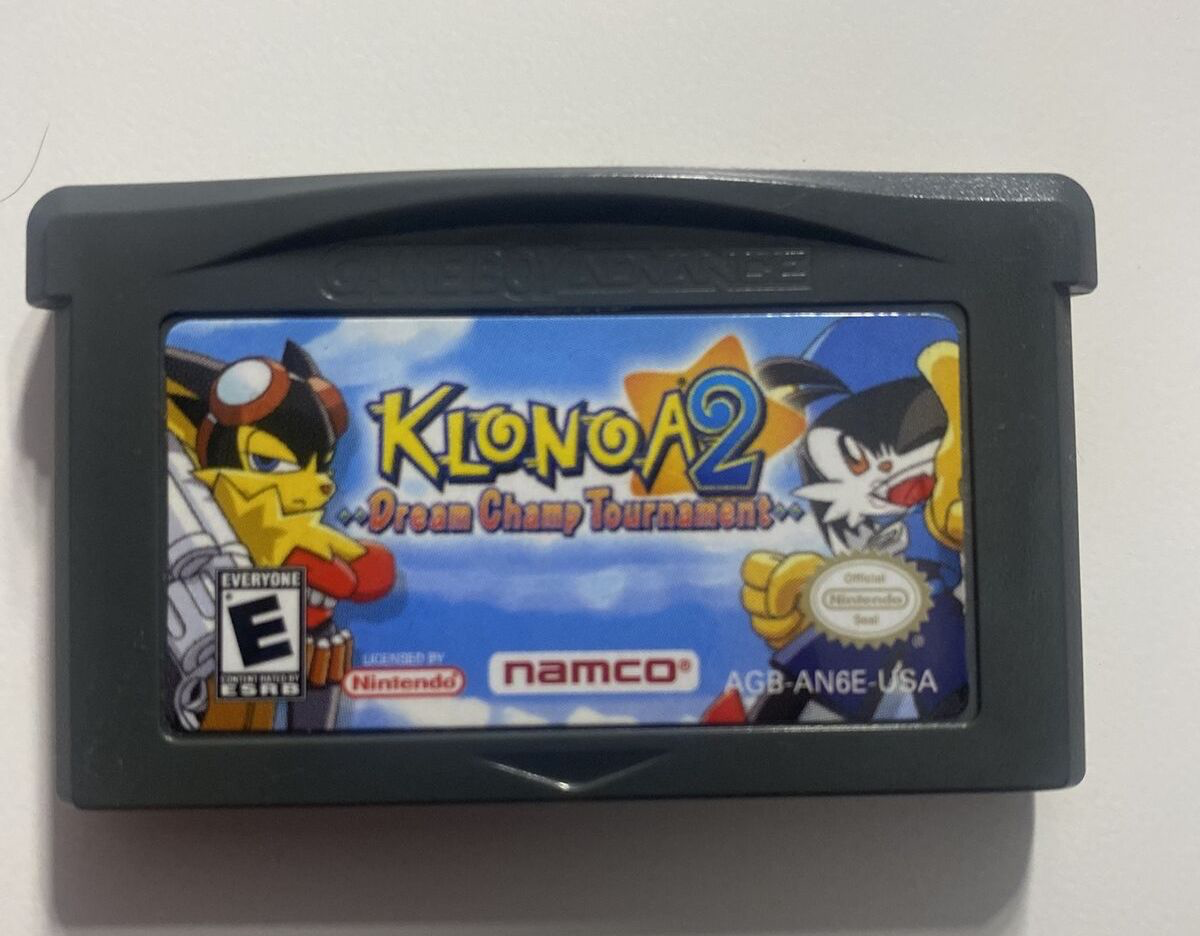 GAME BOY ADVANCE
KLONOA 2
Dream Champ Tournament
EVERYONE
E
CONTENT RATED BY
ESRB
LICENSED BY
Nintendo®
namco®
Official
Nintendo
Seal
®
AGB-AN6E-USA